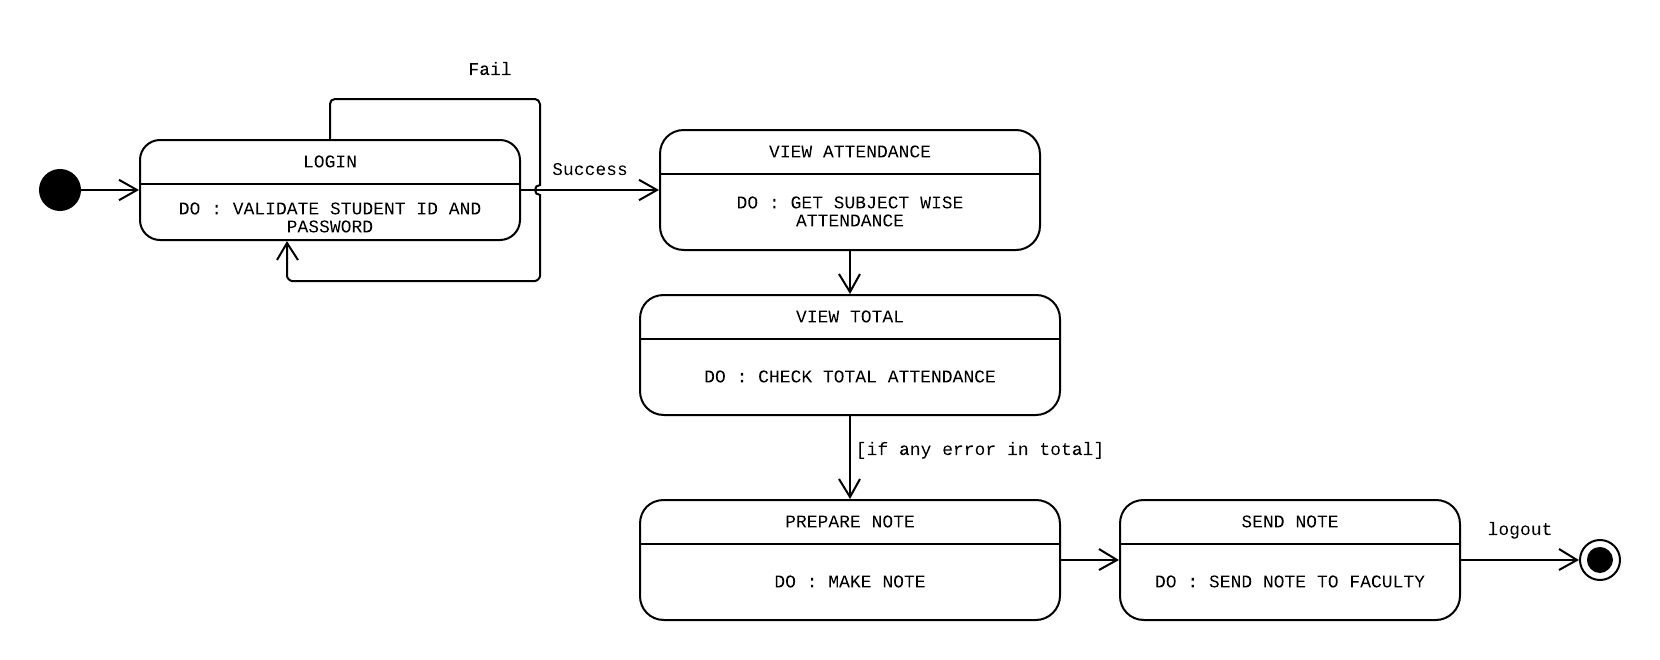 Fail
LOGIN
DO : VALIDATE STUDENT ID AND
PASSWORD
Success
VIEW ATTENDANCE
DO : GET SUBJECT WISE
ATTENDANCE
VIEW TOTAL
DO : CHECK TOTAL ATTENDANCE
[if any error in total]
PREPARE NOTE
DO : MAKE NOTE
SEND NOTE
DO : SEND NOTE TO FACULTY
logout